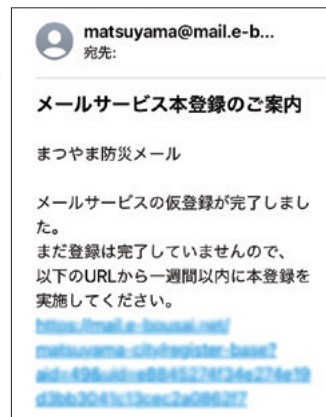 matsuyama@mail.e-b...
宛先:
メールサービス本登録のご案内
まつやま防災メール
メールサービスの仮登録が完了しまし
た。
まだ登録は完了していませんので、
以下のURLから一週間以内に本登録を
実施してください。
https://mail.e-bousai.net/